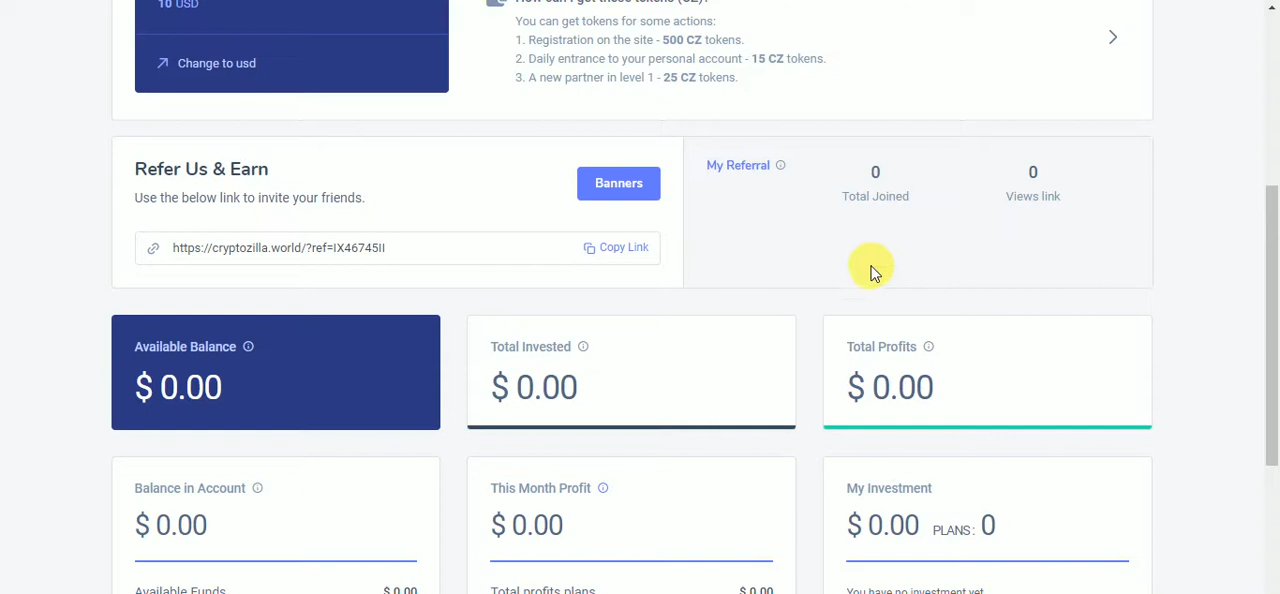 10 USD
How can I get these tokens (CZ)?
You can get tokens for some actions:
Change to usd
1. Registration on the site - 500 CZ tokens.
2. Daily entrance to your personal account - 15 CZ tokens.
3. A new partner in level 1 - 25 CZ tokens.
Refer Us & Earn
Use the below link to invite your friends.
Banners
https://cryptozilla.world/?ref=IX46745II
Copy Link
My Referral
0
Total Joined
0
Views link
Available Balance
$ 0.00
Total Invested
$ 0.00
Total Profits
$ 0.00
Balance in Account
$ 0.00
Available Funds $ 0.00
This Month Profit
$ 0.00
Total profits plans $ 0.00
My Investment
$ 0.00 PLANS: 0
You have no investment yet